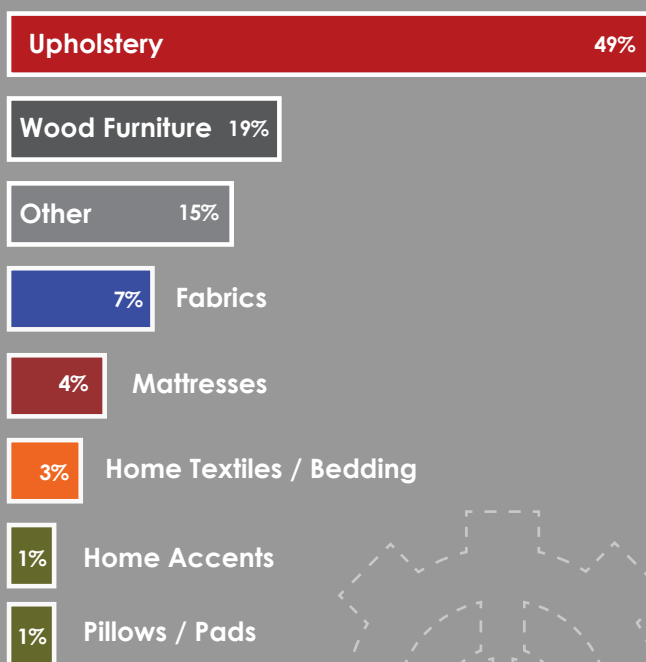 Upholstery 49%
Wood Furniture 19%
Other 15%
7% Fabrics
4% Mattresses
3% Home Textiles / Bedding
1% Home Accents
1% Pillows / Pads